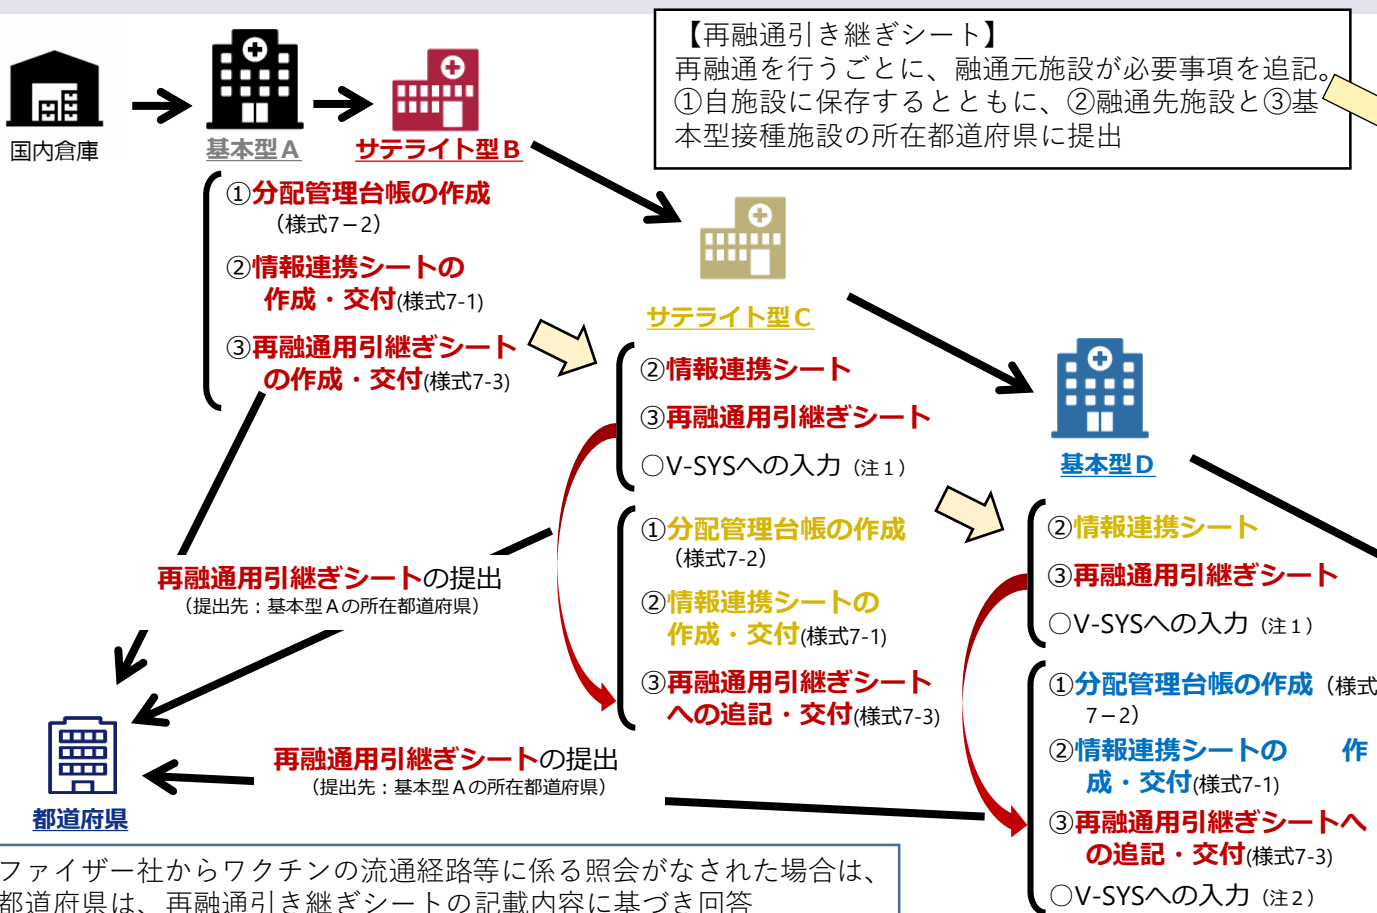 【再融通引き継ぎシート】
再融通を行うごとに、融通元施設が必要事項を追記。
①自施設に保存するとともに、②融通先施設と③基
本型接種施設の所在都道府県に提出
国内倉庫
基本型A
サテライト型B
①分配管理台帳の作成
（様式7－2）
②情報連携シートの
作成・交付(様式7-1)
③再融通用引継ぎシート
の作成・交付(様式7-3)
サテライト型C
②情報連携シート
③再融通用引継ぎシート
○V-SYSへの入力（注１）
①分配管理台帳の作成
（様式7-2）
②情報連携シートの
作成・交付(様式7-1)
③再融通用引継ぎシート
への追記・交付(様式7-3)
基本型D
②情報連携シート
③再融通用引継ぎシート
○V-SYSへの入力（注１）
①分配管理台帳の作成（様式
7－2）
②情報連携シートの　作
成・交付(様式7-1)
③再融通用引継ぎシートへ
の追記・交付(様式7-3)
○V-SYSへの入力（注２）
再融通用引継ぎシートの提出
（提出先：基本型Aの所在都道府県）
再融通用引継ぎシートの提出
（提出先：基本型Aの所在都道府県）
都道府県
ファイザー社からワクチンの流通経路等に係る照会がなされた場合は、
都道府県は、再融通引き継ぎシートの記載内容に基づき回答